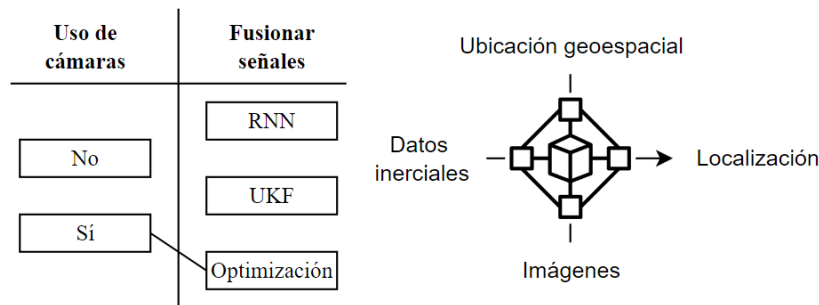 Uso de
cámaras
Fusionar
señales
RNN
No
UKF
Sí
Optimización
Ubicación geoespacial
Datos
inerciales
Localización
Imágenes